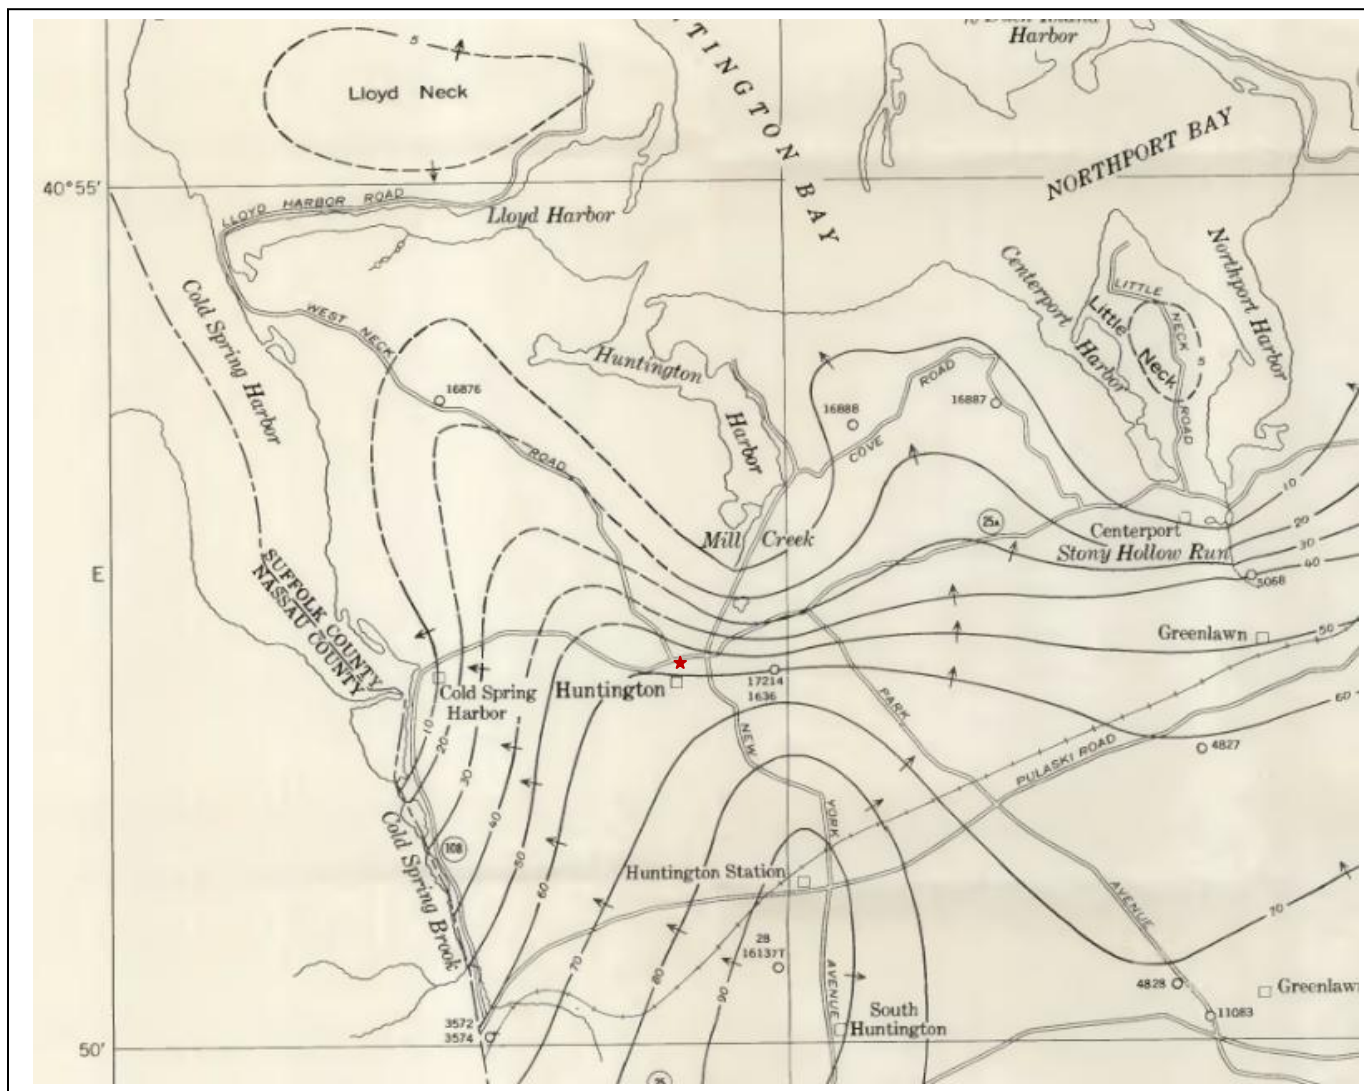 Harbor
5
TINGTON BAY
Lloyd Neck
40°55'
NORTHPORT BAY
LLOYD HARBOR ROAD
Lloyd Harbor
Cold Spring Harbor
WEST NECK
ROAD
16876
Huntington
Harbor
Centerport
Harbor
LITTLE
NECK
ROAD
Little
Neck
5
Northport Harbor
16888
16887
COVE
ROAD
10
20
30
40
25A
Centerport
Mill Creek
Stony Hollow Run
5068
E
SUFFOLK COUNTY
NASSAU COUNTY
Greenlawn
50
60
Cold Spring
Harbor
Huntington
17214
1636
10
20
30
40
50
60
NEW
YORK
AVENUE
PARK
AVENUE
PULASKI ROAD
4827
Cold Spring Brook
108
Huntington Station
70
28
16137T
70
80
90
4828
11083
Greenlawn
South
Huntington
3572
3574
50'
25